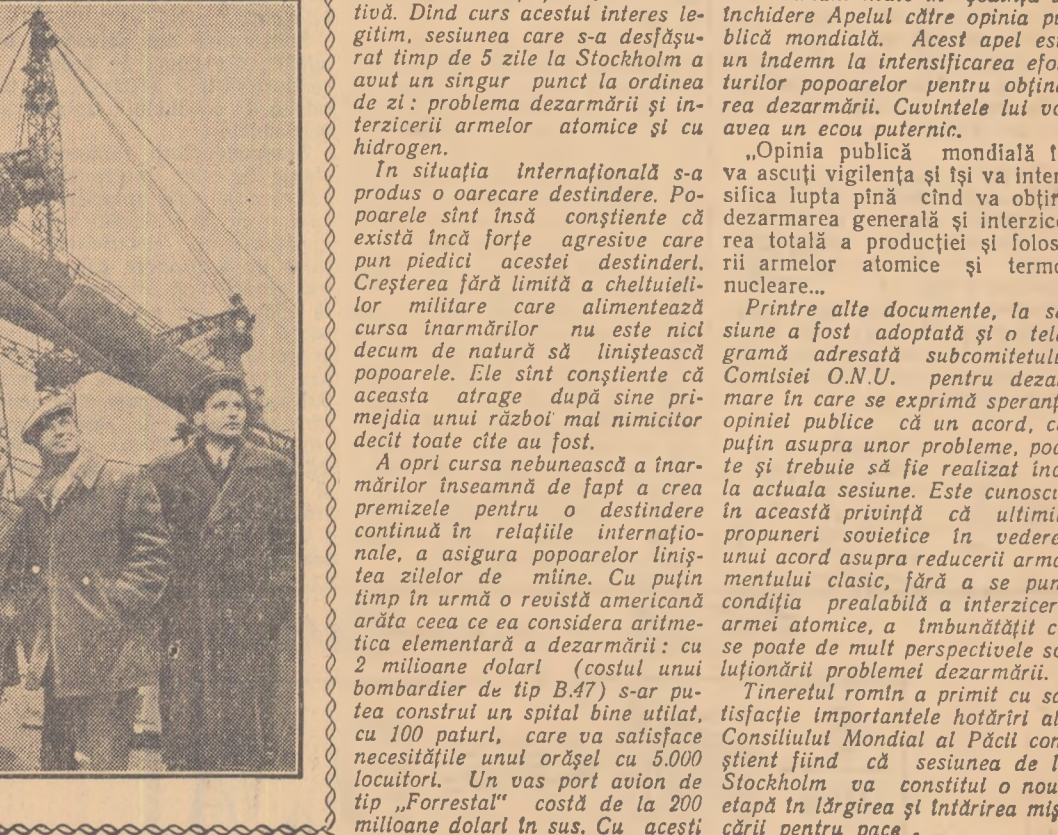 tivă. Dînd curs acestui interes le-
gitim, sesiunea care s-a desfășu-
rat timp de 5 zile la Stockholm a
avut un singur punct la ordinea
de zi: problema dezarmării și in-
terzicerii armelor atomice și cu
hidrogen.
In situația internațională s-a
produs o oarecare destindere. Po-
poarele sînt însă conștiente că
există încă forțe agresive care
pun piedici acestei destinderi.
Creșterea fără limită a cheltuieli-
lor militare care alimentează
cursa înarmărilor nu este nici
decum de natură să liniștească
popoarele. Ele sînt conștiente că
aceasta atrage după sine pri-
mejdia unui război mai nimicitor
decît toate cîte au fost.
A opri cursa nebunească a înar-
mărilor înseamnă de fapt a crea
premizele pentru o destindere
continuă în relațiile internațio-
nale, a asigura popoarelor liniș-
tea zilelor de mîine. Cu puțin
timp în urmă o revistă americană
arăta ceea ce ea considera aritme-
tica elementară a dezarmării: cu
2 milioane dolari (costul unui
bombardier de tip B.47) s-ar pu-
tea construi un spital bine utilat,
cu 100 paturi, care va satisface
necesitățile unui orășel cu 5.000
locuitori. Un vas port avion de
tip „Forrestal" costă de la 200
milioane dolari în sus. Cu acești
închidere Apelul către opinia pu
blică mondială. Acest apel est
un îndemn la intensificarea efor
turilor popoarelor pentru obține
rea dezarmării. Cuvintele lui vo
avea un ecou puternic.
„Opinia publică mondială î
va ascuți vigilența și își va inten
sifica lupta pînă cînd va obțin
dezarmarea generală și interzice
rea totală a producției și folosi
rii armelor atomice și termo
nucleare...
Printre alte documente, la se
siune a fost adoptată și o tele
gramă adresată subcomitetulu
Comisiei O.N.U. pentru dezar
mare în care se exprimă speranț
opiniei publice că un acord, ce
puțin asupra unor probleme, poa
te și trebuie să fie realizat înc
la actuala sesiune. Este cunoscu
în această privință că ultimil
propuneri sovietice în vedere
unui acord asupra reducerii arma
mentului clasic, fără a se pun
condiția prealabilă a interziceri
armei atomice, a îmbunătățit c
se poate de mult perspectivele so
luționării problemei dezarmării.
Tineretul romîn a primit cu sa
tisfacție importantele hotărîri al
Consiliului Mondial al Păcii con
știent fiind că sesiunea de l
Stockholm va constitui o nou
etapă în lărgirea și întărirea miș
cării pentru pace.